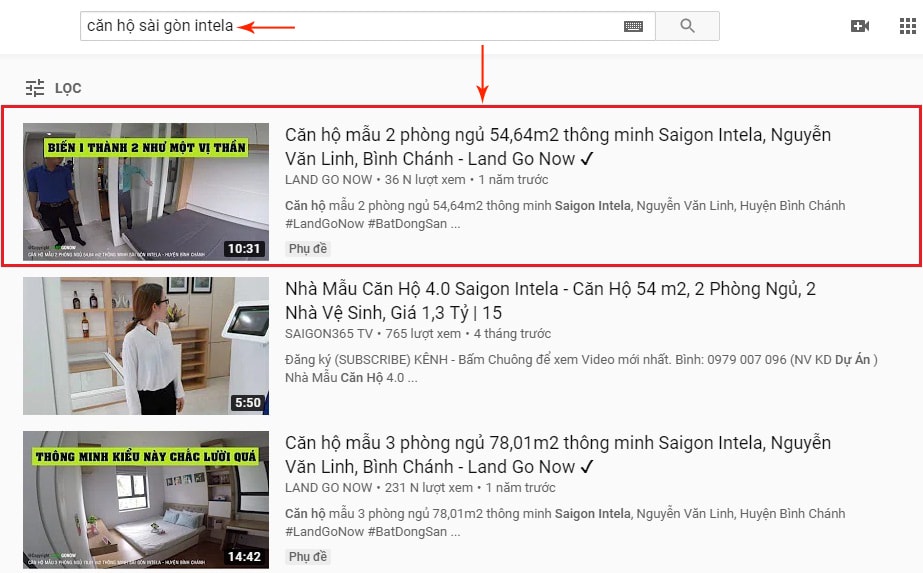 căn hộ sài gòn intela
LỌC
BIẾN 1 THÀNH 2 NHƯ MỘT VỊ THẦN
10:31
Căn hộ mẫu 2 phòng ngủ 54,64m2 thông minh Saigon Intela, Nguyễn
Văn Linh, Bình Chánh - Land Go Now ✓
LAND GO NOW • 36 N lượt xem • 1 năm trước
Căn hộ mẫu 2 phòng ngủ 54,64m2 thông minh Saigon Intela, Nguyễn Văn Linh, Huyện Bình Chánh
#LandGoNow #BatDongSan ...
Phụ đề
5:50
Nhà Mẫu Căn Hộ 4.0 Saigon Intela - Căn Hộ 54 m2, 2 Phòng Ngủ, 2
Nhà Vệ Sinh, Giá 1,3 Tỷ | 15
SAIGON365 TV • 765 lượt xem • 4 tháng trước
Đăng ký (SUBSCRIBE) KÊNH - Bấm Chuông để xem Video mới nhất. Bình: 0979 007 096 (NV KD Dự Án )
Nhà Mẫu Căn Hộ 4.0 ...
THÔNG MINH KIỂU NÀY CHẮC LƯỜI QUÁ
14:42
Căn hộ mẫu 3 phòng ngủ 78,01m2 thông minh Saigon Intela, Nguyễn
Văn Linh, Bình Chánh - Land Go Now ✓
LAND GO NOW • 231 N lượt xem • 1 năm trước
Căn hộ mẫu 3 phòng ngủ 78,01m2 thông minh Saigon Intela, Nguyễn Văn Linh, Huyện Bình Chánh
#LandGoNow #BatDongSan ...
Phụ đề